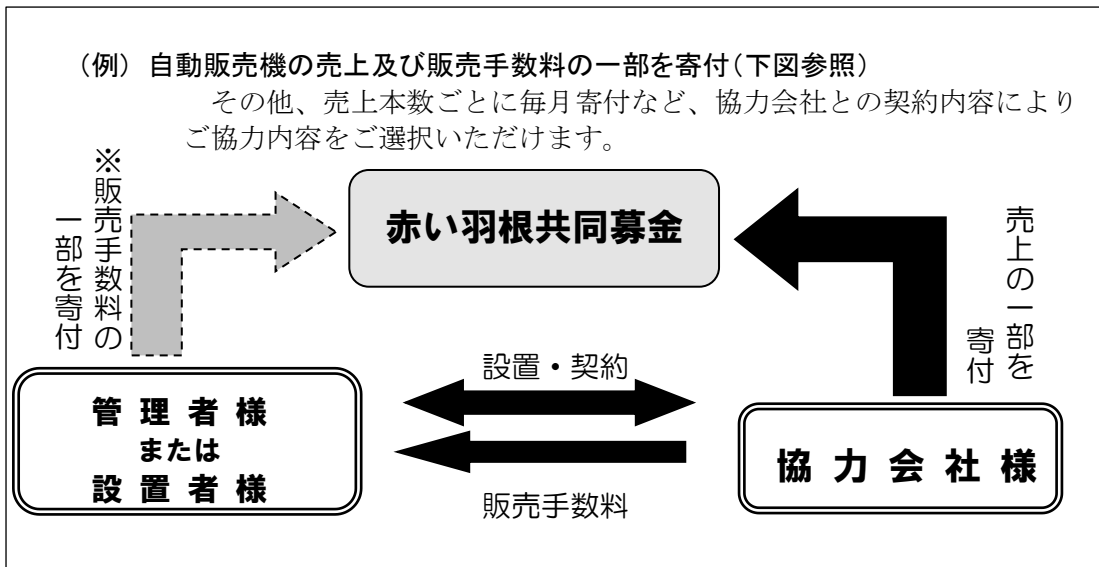 （例） 自動販売機の売上及び販売手数料の一部を寄付（下図参照）
その他、売上本数ごとに毎月寄付など、協力会社との契約内容により
ご協力内容をご選択いただけます。
※販売手数料の
一部を寄付
赤い羽根共同募金
売上の一部を
寄付
設置・契約
管理者様
または
設置者様
協力会社様
販売手数料